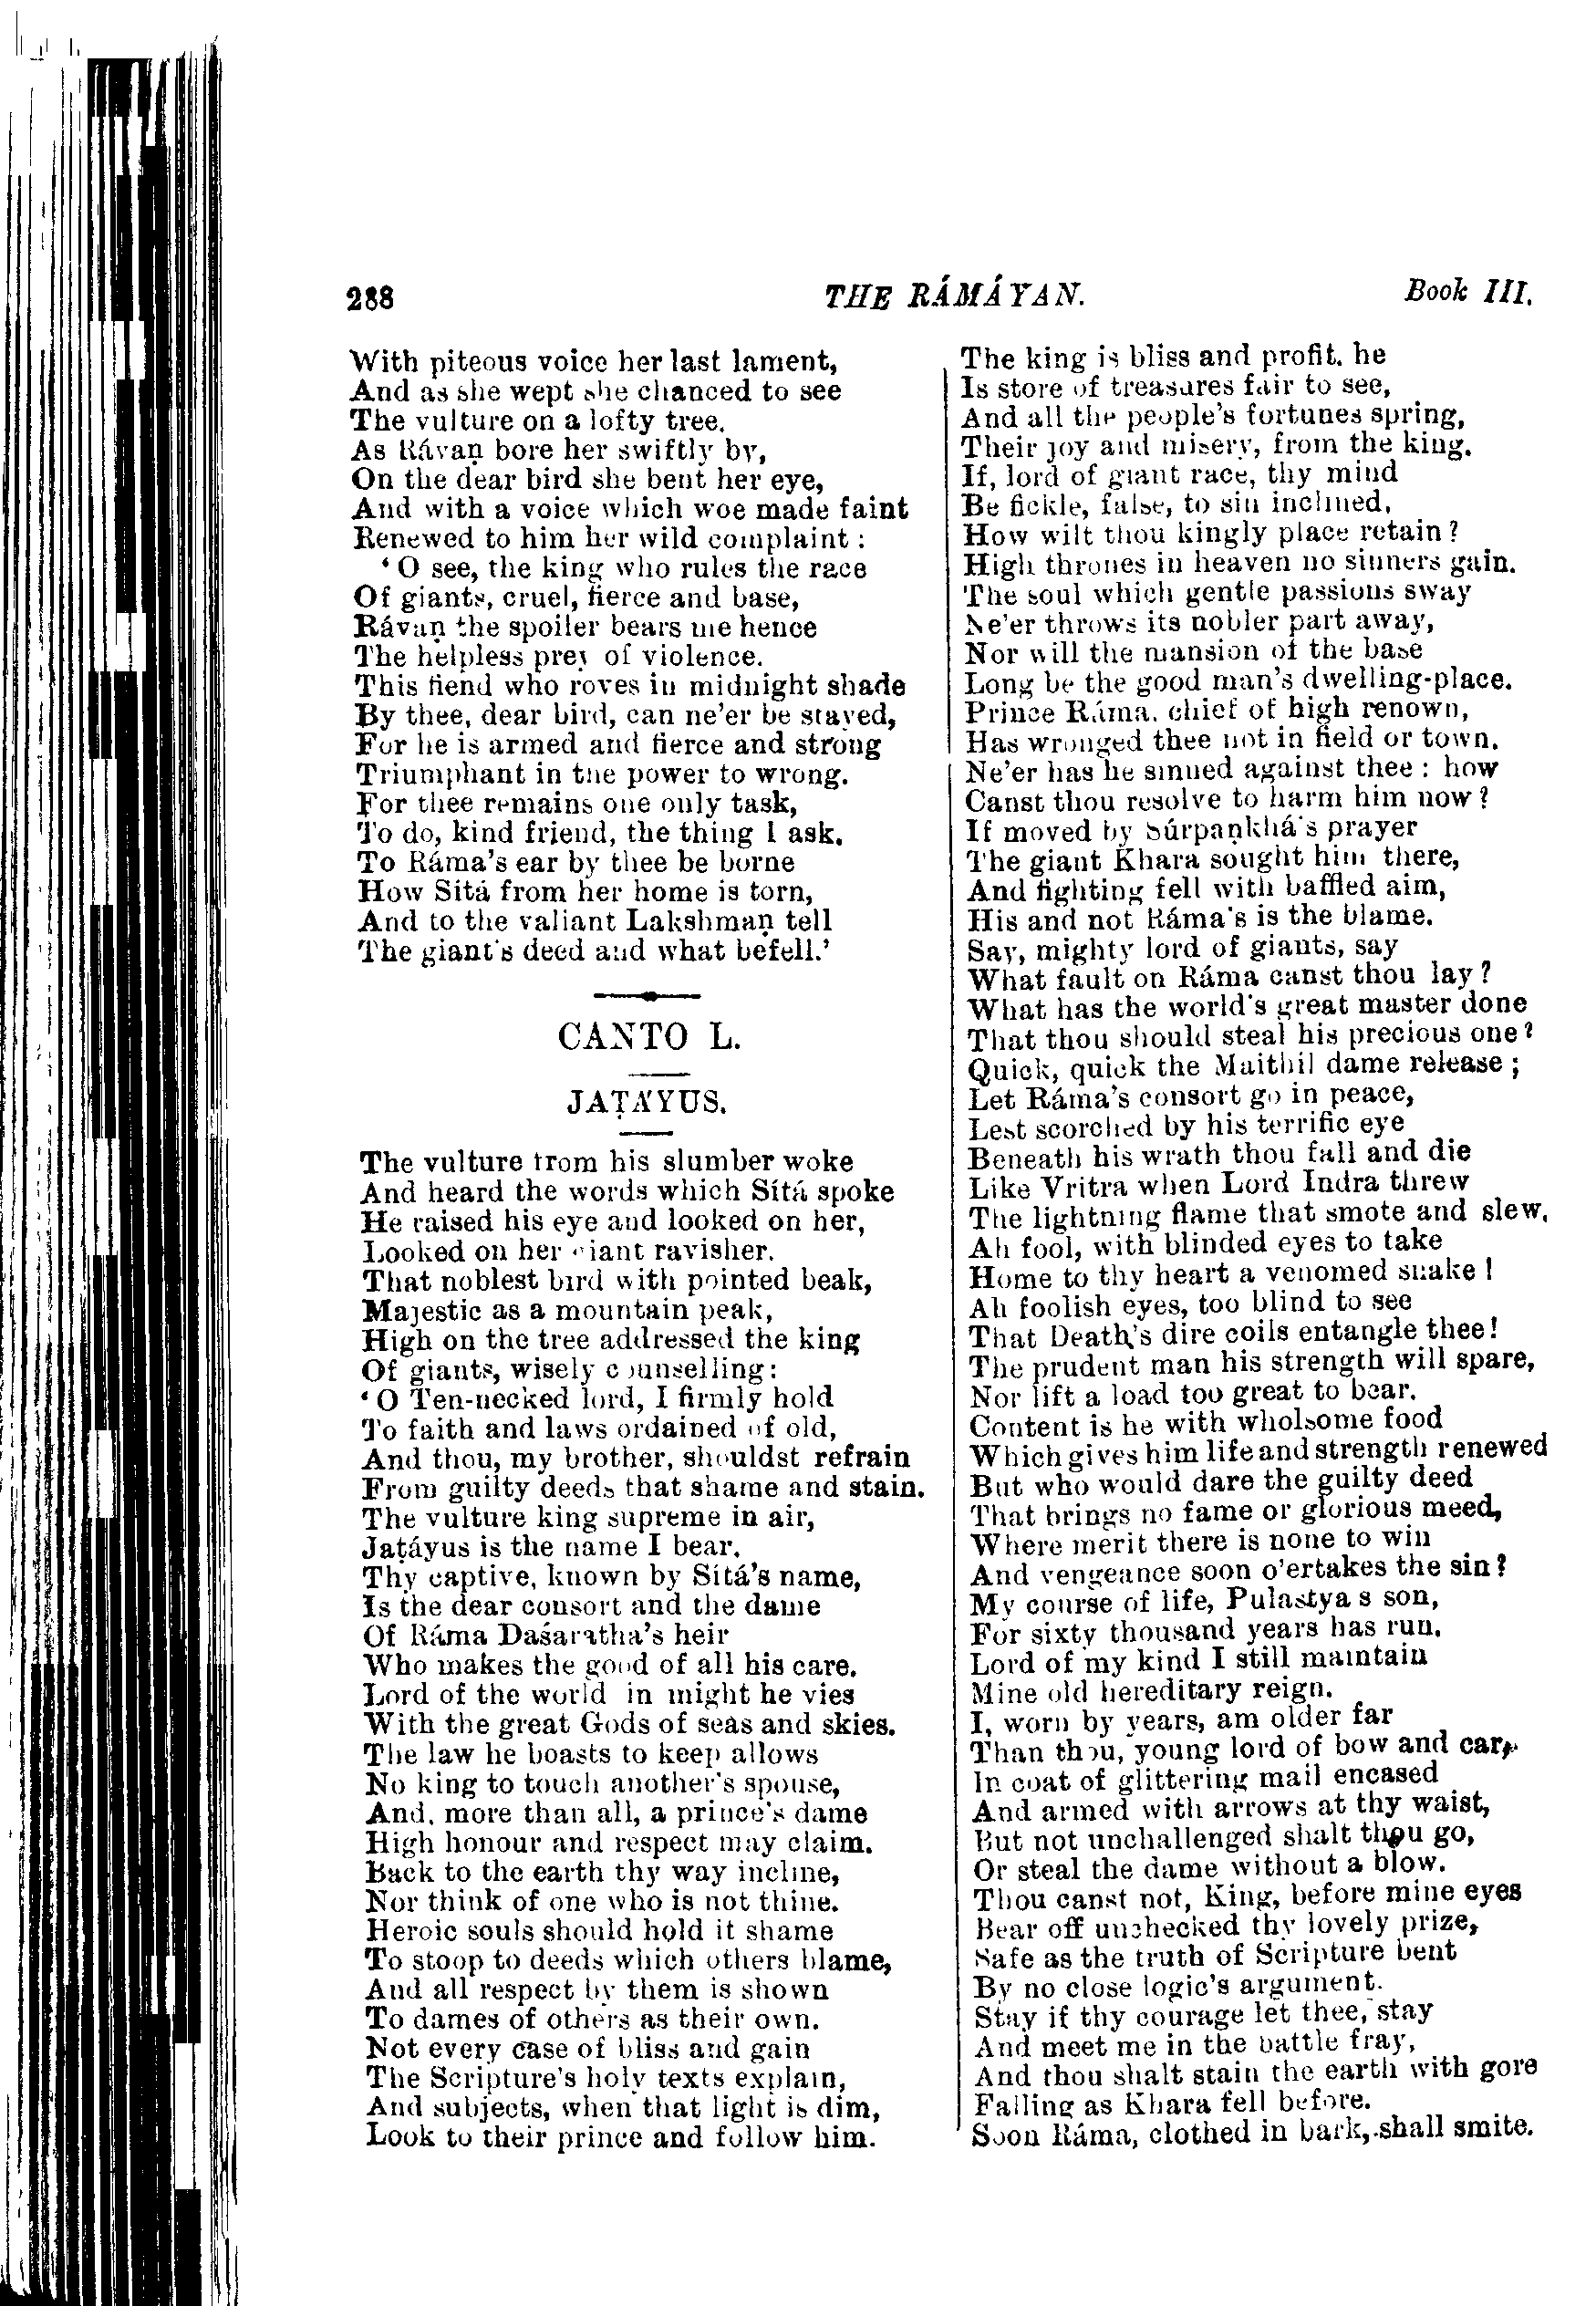 288 THE RÁMÁYAN. Book III.
With piteous voice her last lament,
And as she wept she chanced to see
The vulture on a lofty tree.
As Rávaṇ bore her swiftly by,
On the dear bird she bent her eye,
And with a voice which woe made faint
Renewed to him her wild complaint :
‘ O see, the king who rules the race
Of giants, cruel, fierce and base,
Rávaṇ the spoiler bears me hence
The helpless prey of violence.
This fiend who roves in midnight shade
By thee, dear bird, can ne'er be stayed,
For he is armed and fierce and strong
Triumphant in the power to wrong.
For thee remains one only task,
To do, kind friend, the thing I ask.
To Ráma's ear by thee be borne
How Sítá from her home is torn,
And to the valiant Lakshmaṇ tell
The giant's deed and what befell.’
CANTO L.
JAṬÁYUS.
The vulture from his slumber woke
And heard the words which Sítá spoke
He raised his eye and looked on her,
Looked on her giant ravisher.
That noblest bird with pointed beak,
Majestic as a mountain peak,
High on the tree addressed the king
Of giants, wisely counselling :
‘ O Ten-necked lord, I firmly hold
To faith and laws ordained of old,
And thou, my brother, shouldst refrain
From guilty deeds that shame and stain.
The vulture king supreme in air,
Jaṭáyus is the name I bear.
Thy captive, known by Sítá's name,
Is the dear consort and the dame
Of Ráma Daśaratha's heir
Who makes the good of all his care.
Lord of the world in might he vies
With the great Gods of seas and skies.
The law he boasts to keep allows
No king to touch another's spouse,
And, more than all, a prince's dame
High honour and respect may claim.
Back to the earth thy way incline,
Nor think of one who is not thine.
Heroic souls should hold it shame
To stoop to deeds which others blame,
And all respect by them is shown
To dames of others as their own.
Not every case of bliss and gain
The Scripture's holy texts explain,
And subjects, when that light is dim,
Look to their prince and follow him.
The king is bliss and profit, he
Is store of treasures fair to see,
And all the people's fortunes spring,
Their joy and misery, from the king.
If, lord of giant race, thy mind
Be fickle, false, to sin inclined,
How wilt thou kingly place retain ?
High thrones in heaven no sinners gain.
The soul which gentle passions sway
Ne'er throws its nobler part away,
Nor will the mansion of the base
Long be the good man's dwelling-place.
Prince Ráma, chief of high renown,
Has wronged thee not in field or town.
Ne'er has he sinned against thee : how
Canst thou resolve to harm him now ?
If moved by Súrpaṇkhá's prayer
The giant Khara sought him there,
And fighting fell with baffled aim,
His and not Ráma's is the blame.
Say, mighty lord of giants, say
What fault on Ráma canst thou lay ?
What has the world's great master done
That thou should steal his precious one ?
Quick, quick the Maithil dame release ;
Let Ráma's consort go in peace,
Lest scorched by his terrific eye
Beneath his wrath thou fall and die
Like Vritra when Lord Indra threw
The lightning flame that smote and slew.
Ah fool, with blinded eyes to take
Home to thy heart a venomed snake !
Ah foolish eyes, too blind to see
That Death's dire coils entangle thee!
The prudent man his strength will spare,
Nor lift a load too great to bear.
Content is he with wholsome food
Which gives him life and strength renewed
But who would dare the guilty deed
That brings no fame or glorious meed,
Where merit there is none to win
And vengeance soon o'ertakes the sin ?
My course of life, Pulastya s son,
For sixty thousand years has run.
Lord of my kind I still maintain
Mine old hereditary reign.
I, worn by years, am older far
Than thou, young lord of bow and car,
In coat of glittering mail encased
And armed with arrows at thy waist,
But not unchallenged shalt thou go,
Or steal the dame without a blow.
Thou canst not, King, before mine eyes
Bear off unchecked thy lovely prize,
Safe as the truth of Scripture bent
By no close logic's argument.
Stay if thy courage let thee, stay
And meet me in the battle fray,
And thou shalt stain the earth with gore
Falling as Khara fell before.
Soon Ráma, clothed in bark, shall smite.